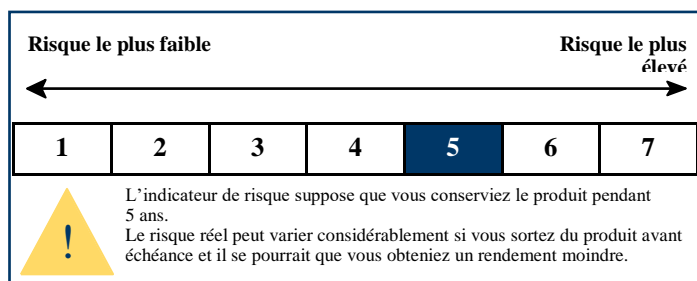 Risque le plus faible
Risque le plus
élevé
1 2 3 4 5 6 7
L’indicateur de risque suppose que vous conserviez le produit pendant
5 ans.
Le risque réel peut varier considérablement si vous sortez du produit avant
échéance et il se pourrait que vous obteniez un rendement moindre.
!